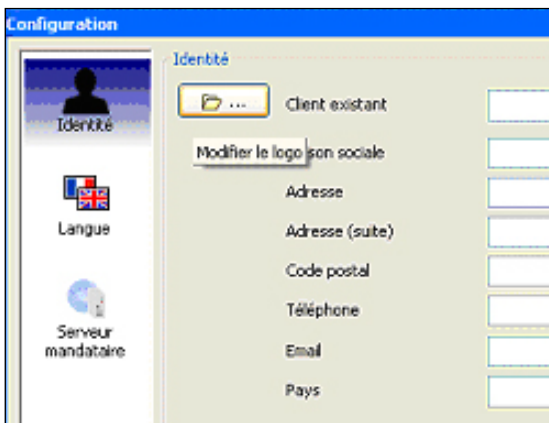 Configuration
Identité
Langue
Serveur
mandataire
Identité
...
Client existant
Modifier le logo
son sociale
Adresse
Adresse (suite)
Code postal
Téléphone
Email
Pays